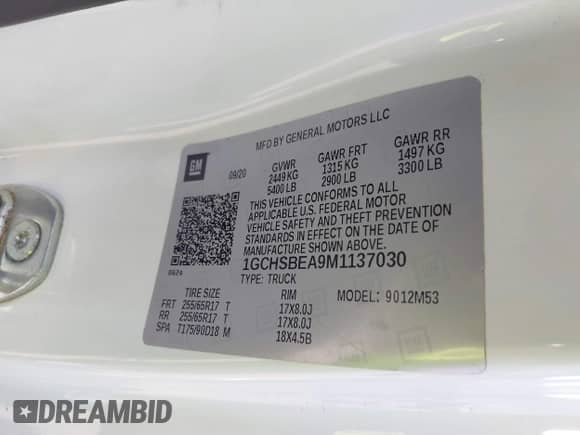 MFD BY GENERAL MOTORS LLC
GM
09/20
GVWR GAWR FRT GAWR RR
2449 KG 1315 KG 1497 KG
5400 LB 2900 LB 3300 LB
THIS VEHICLE CONFORMS TO ALL
APPLICABLE U.S. FEDERAL MOTOR
VEHICLE SAFETY AND THEFT PREVENTION
STANDARDS IN EFFECT ON THE DATE OF
MANUFACTURE SHOWN ABOVE.
1GCHSBEA9M1137030
TYPE: TRUCK
TIRE SIZE RIM MODEL: 9012M53
FRT 255/65R17 T 17X8.0J
RR 255/65R17 T 17X8.0J
SPA T175/90D18 M 18X4.5B
DREAMBID